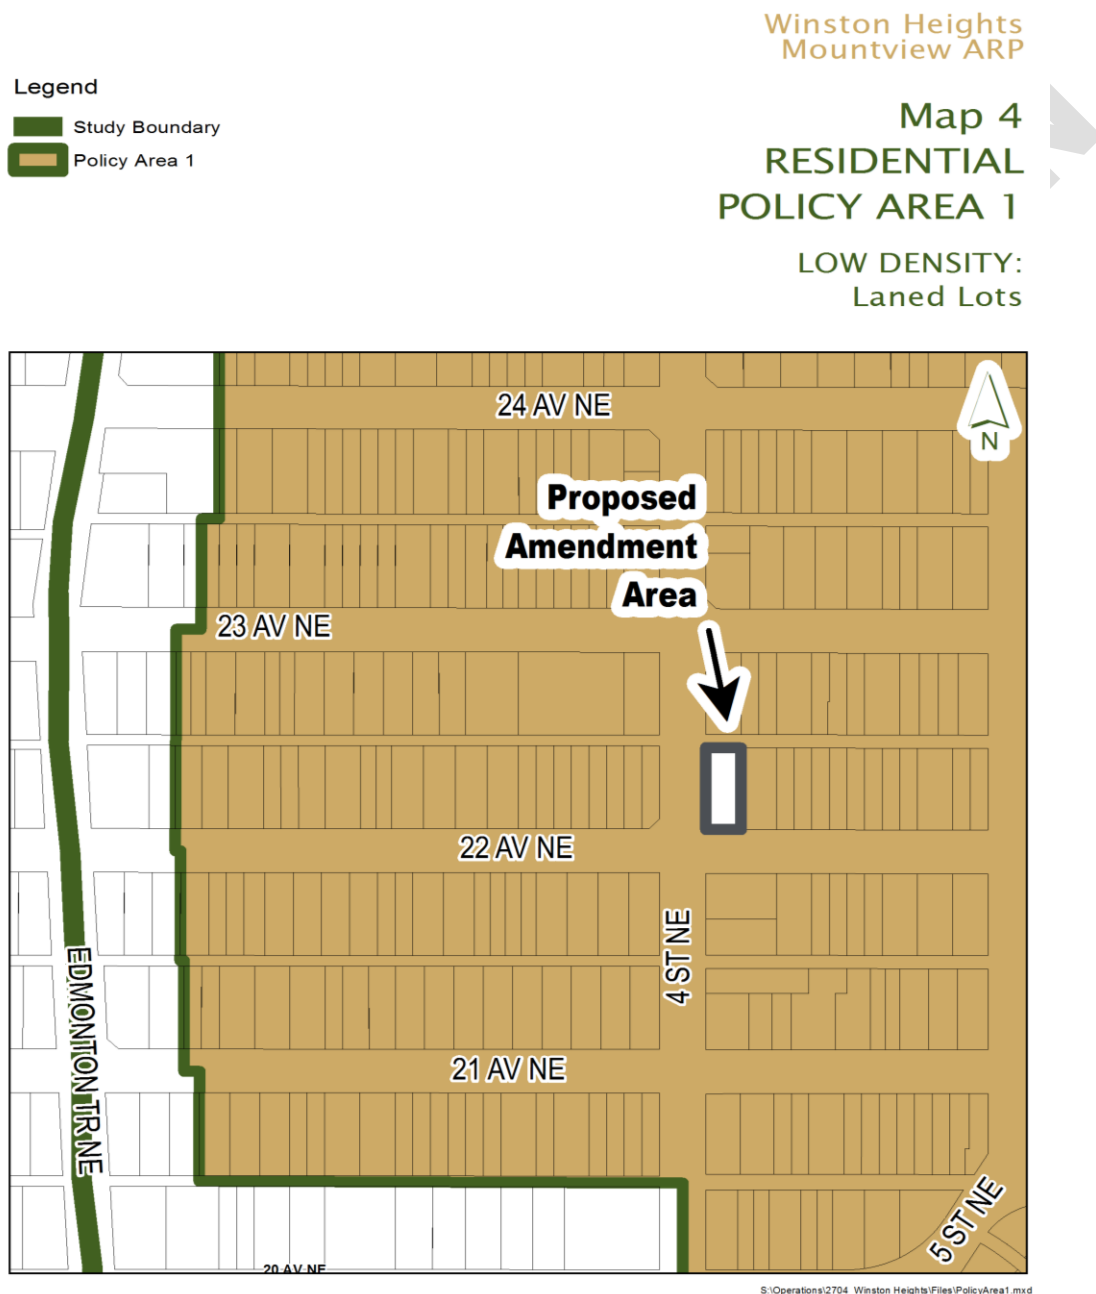 Winston Heights
Mountview ARP
Legend
Study Boundary
Policy Area 1
Map 4
RESIDENTIAL
POLICY AREA 1
LOW DENSITY:
Laned Lots
24 AV NE
N
Proposed
Amendment
Area
23 AV NE
22 AV NE
4 ST NE
EDMONTON TR NE
21 AV NE
5 ST NE
20 AV NE
S:\Operations\2704_Winston Heights\Files\PolicyArea1.mxd